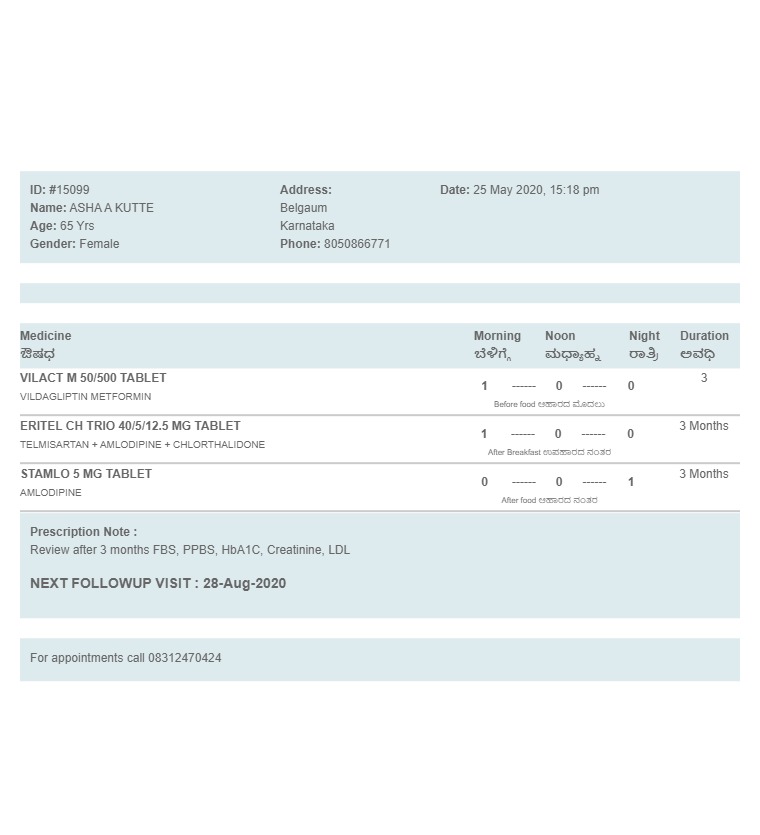 ID: #15099
Name: ASHA A KUTTE
Age: 65 Yrs
Gender: Female
Address:
Belgaum
Karnataka
Phone: 8050866771
Date: 25 May 2020, 15:18 pm
Medicine Morning Noon Night Duration
ಔಷಧ ಬೆಳಿಗ್ಗೆ ಮಧ್ಯಾಹ್ನ ರಾತ್ರಿ ಅವಧಿ
VILACT M 50/500 TABLET 1 ------ 0 ------ 0 3
VILDAGLIPTIN METFORMIN
Before food ಆಹಾರದ ಮೊದಲು
ERITEL CH TRIO 40/5/12.5 MG TABLET 1 ------ 0 ------ 0 3 Months
TELMISARTAN + AMLODIPINE + CHLORTHALIDONE
After Breakfast ಉಪಹಾರದ ನಂತರ
STAMLO 5 MG TABLET 0 ------ 0 ------ 1 3 Months
AMLODIPINE
After food ಆಹಾರದ ನಂತರ
Prescription Note :
Review after 3 months FBS, PPBS, HbA1C, Creatinine, LDL
NEXT FOLLOWUP VISIT : 28-Aug-2020
For appointments call 08312470424